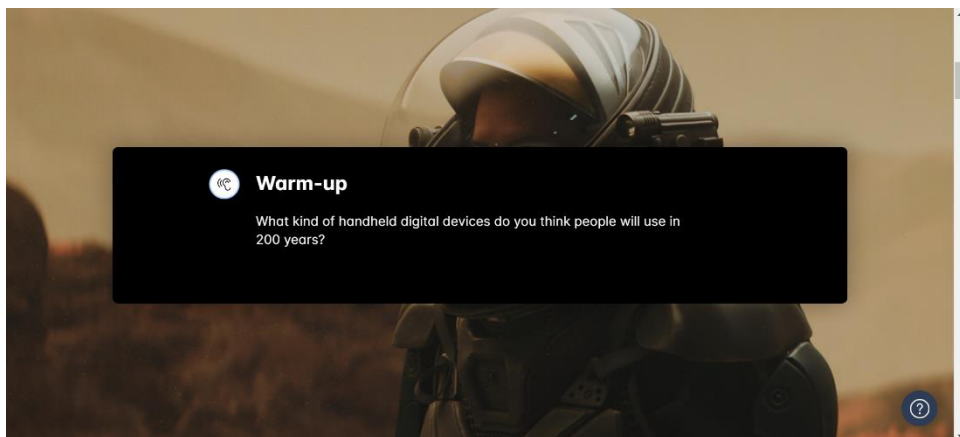 Warm-up
What kind of handheld digital devices do you think people will use in
200 years?
?